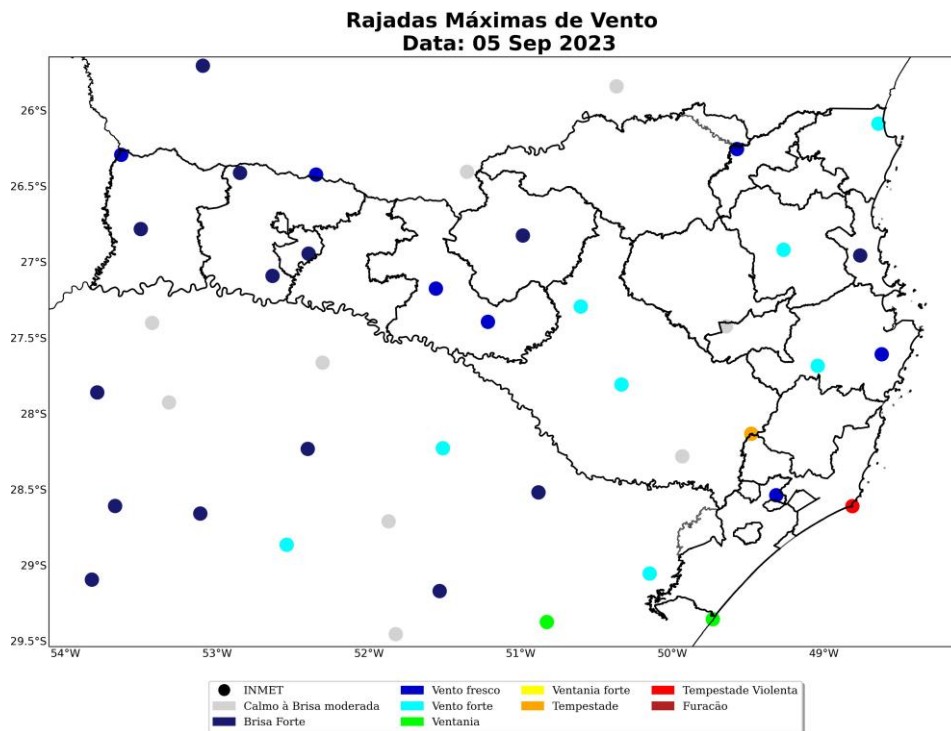 Rajadas Máximas de Vento
Data: 05 Sep 2023
26°S
26.5°S
27°S
27.5°S
28°S
28.5°S
29°S
29.5°S
54°W 53°W 52°W 51°W 50°W 49°W
INMET
Calmo à Brisa moderada
Brisa Forte
Vento fresco
Vento forte
Ventania
Ventania forte
Tempestade
Tempestade Violenta
Furacão